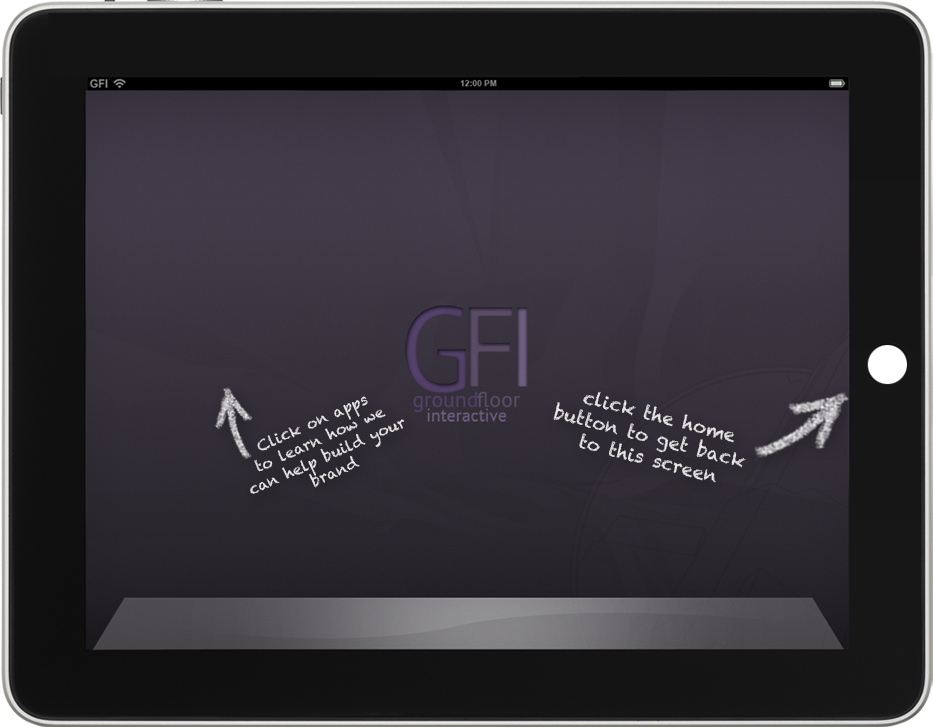 GFI 12:00 PM
GFI
groundfloor
interactive
Click on apps
to learn how we
can help build your
brand
click the home
button to get back
to this screen